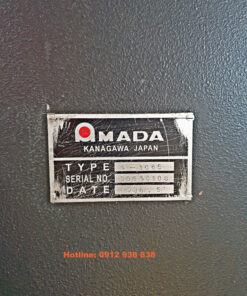 AMADA
KANAGAWA JAPAN
TYPE
SERIAL NO.
DATE
Hotline: 0912 938 838